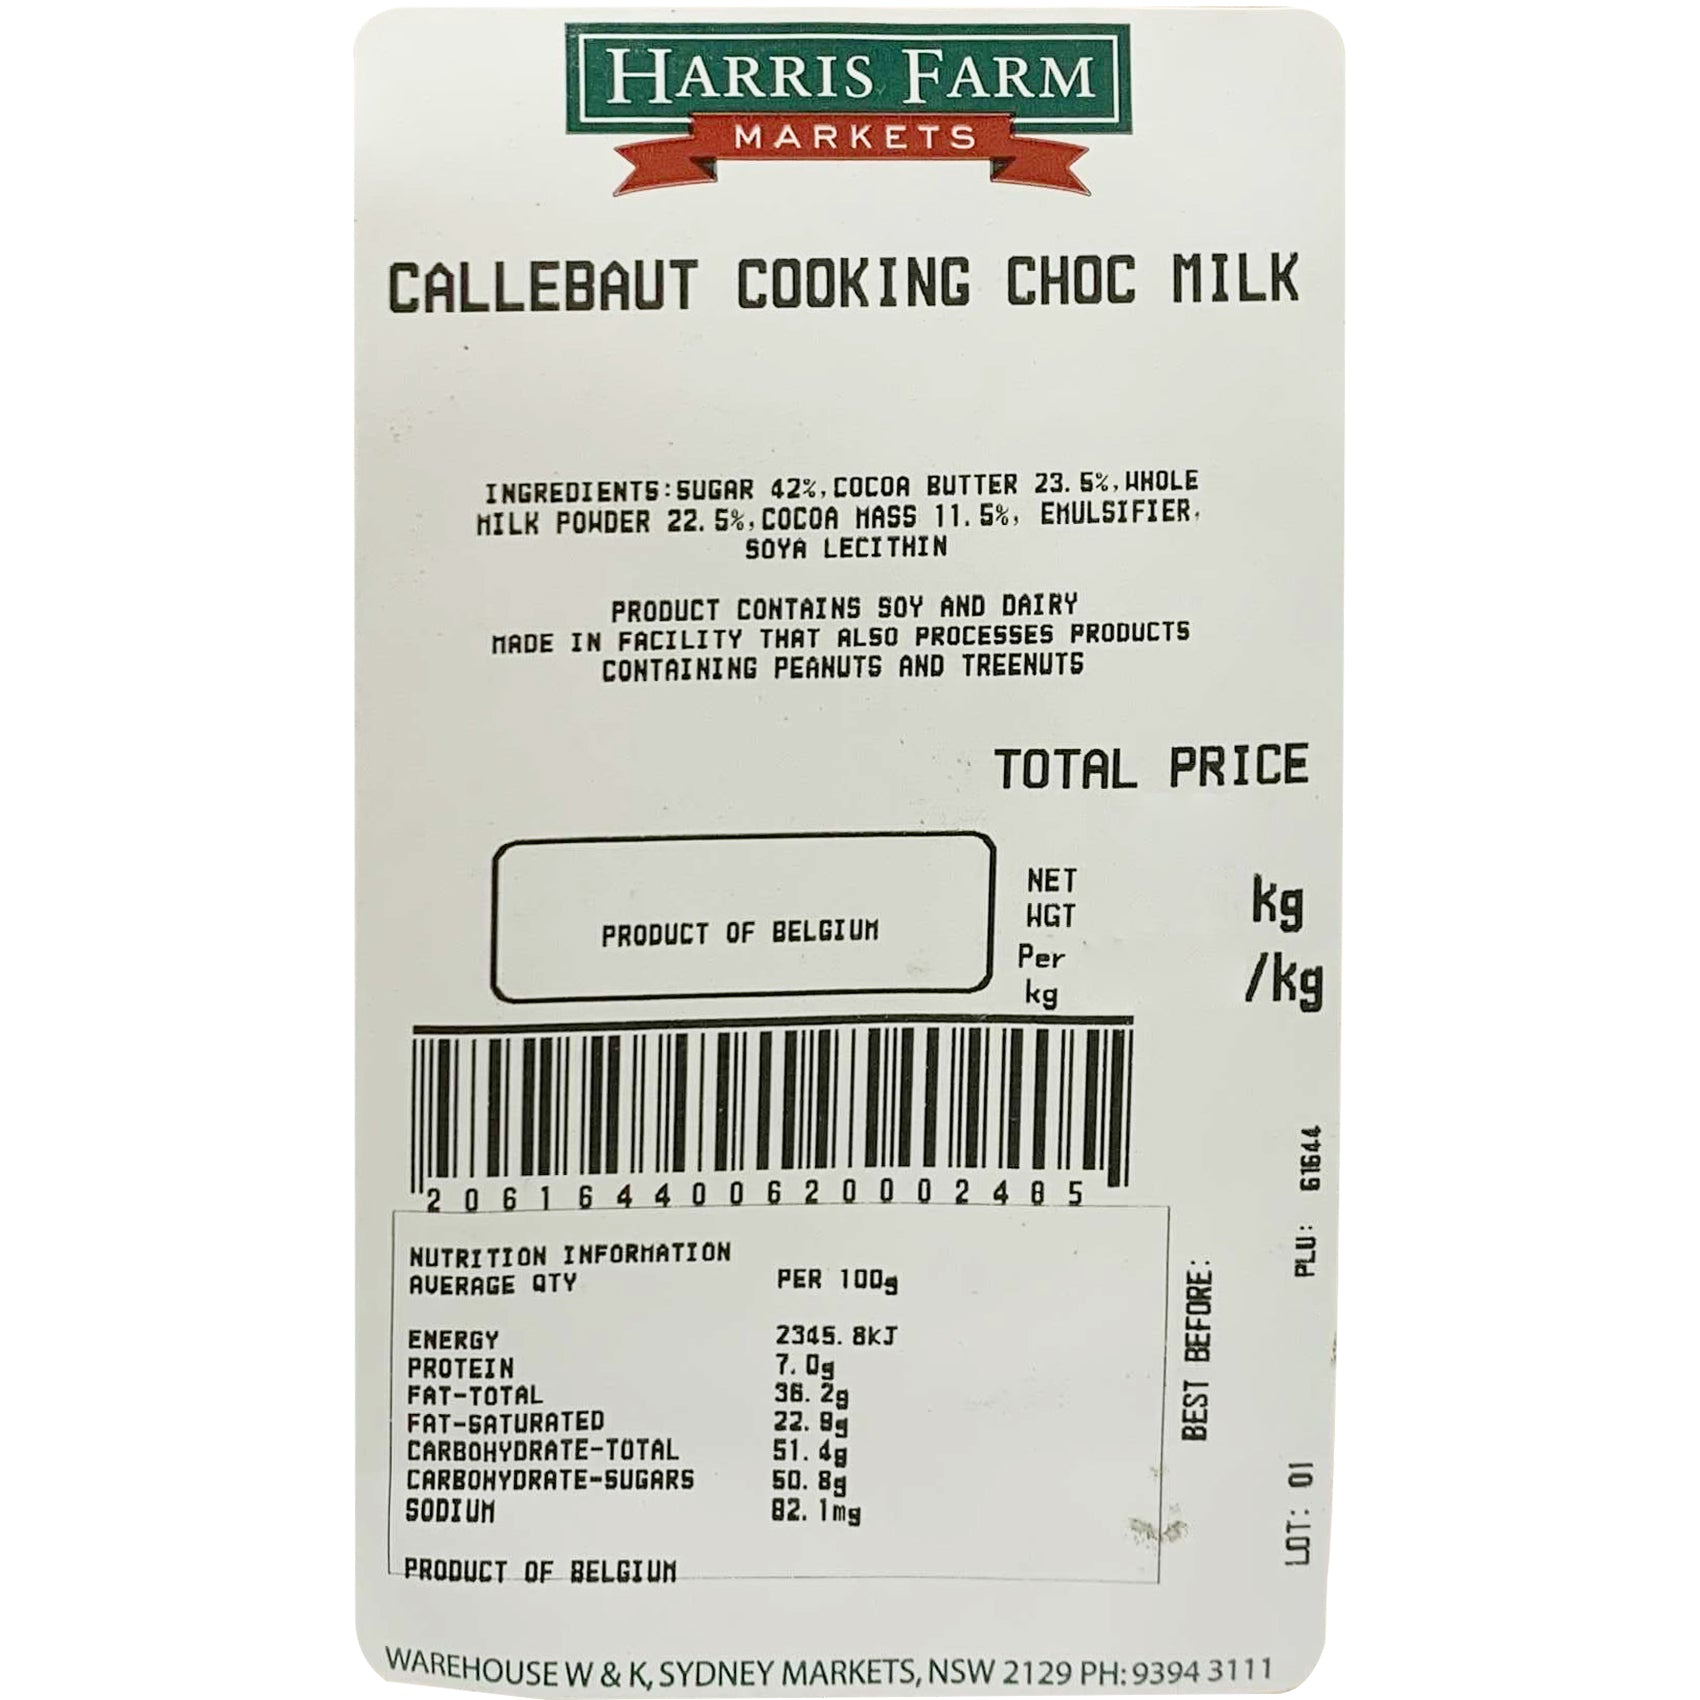 HARRIS FARM
MARKETS
CALLEBAUT COOKING CHOC MILK
INGREDIENTS:SUGAR 42%,COCOA BUTTER 23.5%,WHOLE
MILK POWDER 22.5%,COCOA MASS 11.5%, EMULSIFIER,
SOYA LECITHIN
PRODUCT CONTAINS SOY AND DAIRY
MADE IN FACILITY THAT ALSO PROCESSES PRODUCTS
CONTAINING PEANUTS AND TREENUTS
TOTAL PRICE
PRODUCT OF BELGIUM
NET
WGT
kg
Per
kg
/kg
206164400620002485
NUTRITION INFORMATION
AVERAGE QTY PER 100g
ENERGY 2345.8kJ
PROTEIN 7.0g
FAT-TOTAL 36.2g
FAT-SATURATED 22.8g
CARBOHYDRATE-TOTAL 51.4g
CARBOHYDRATE-SUGARS 50.8g
SODIUM 82.1mg
PRODUCT OF BELGIUM
BEST BEFORE:
PLU: 61644
LOT: 01
WAREHOUSE W & K, SYDNEY MARKETS, NSW 2129 PH: 9394 3111